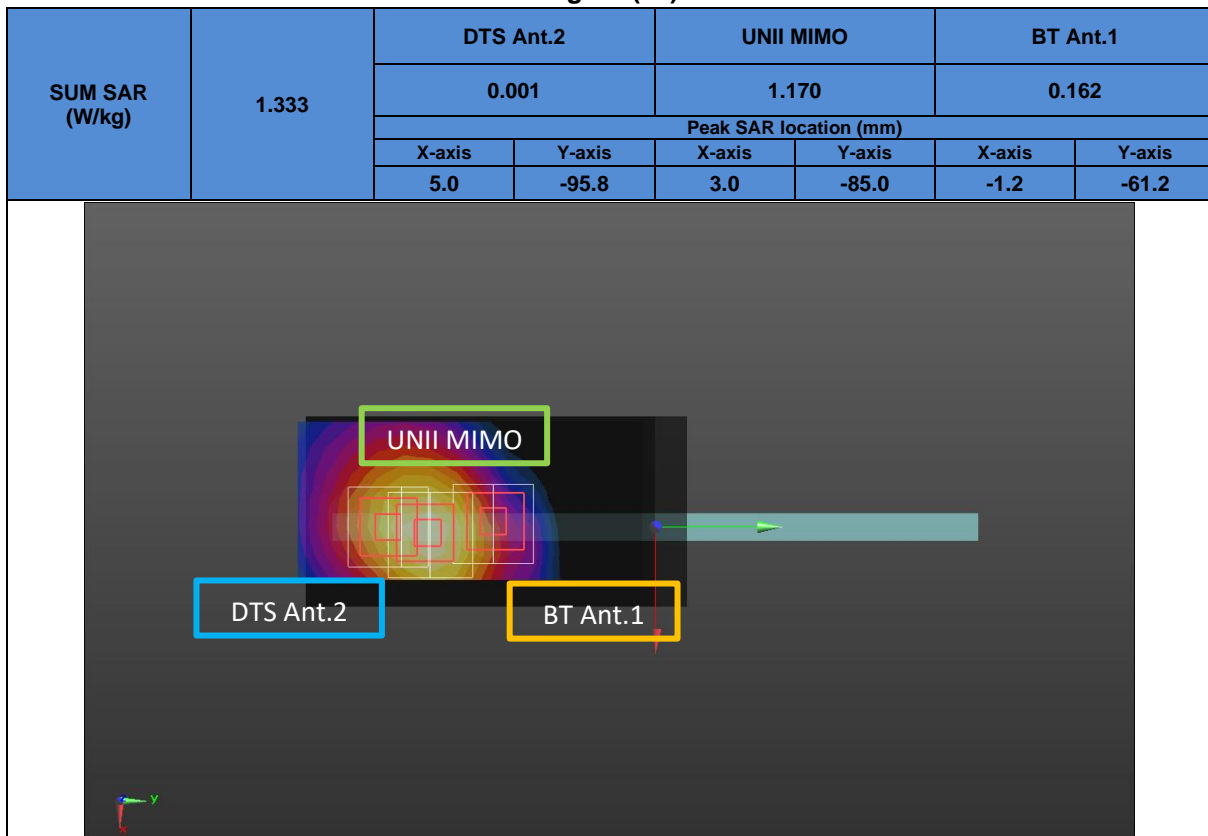 SUM SAR
(W/kg)
1.333
DTS Ant.2
UNII MIMO
BT Ant.1
0.001
1.170
0.162
Peak SAR location (mm)
X-axis
Y-axis
X-axis
Y-axis
X-axis
Y-axis
5.0
-95.8
3.0
-85.0
-1.2
-61.2
UNII MIMO
DTS Ant.2
BT Ant.1
Y
X